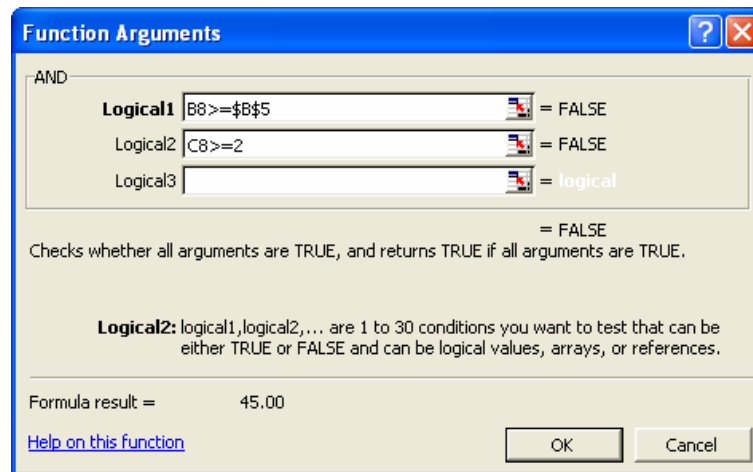 Function Arguments
AND
Logical1 B8>=$B$5 = FALSE
Logical2 C8>=2 = FALSE
Logical3 = logical
= FALSE
Checks whether all arguments are TRUE, and returns TRUE if all arguments are TRUE.
Logical2: logical1,logical2,... are 1 to 30 conditions you want to test that can be
either TRUE or FALSE and can be logical values, arrays, or references.
Formula result = 45.00
Help on this function OK Cancel